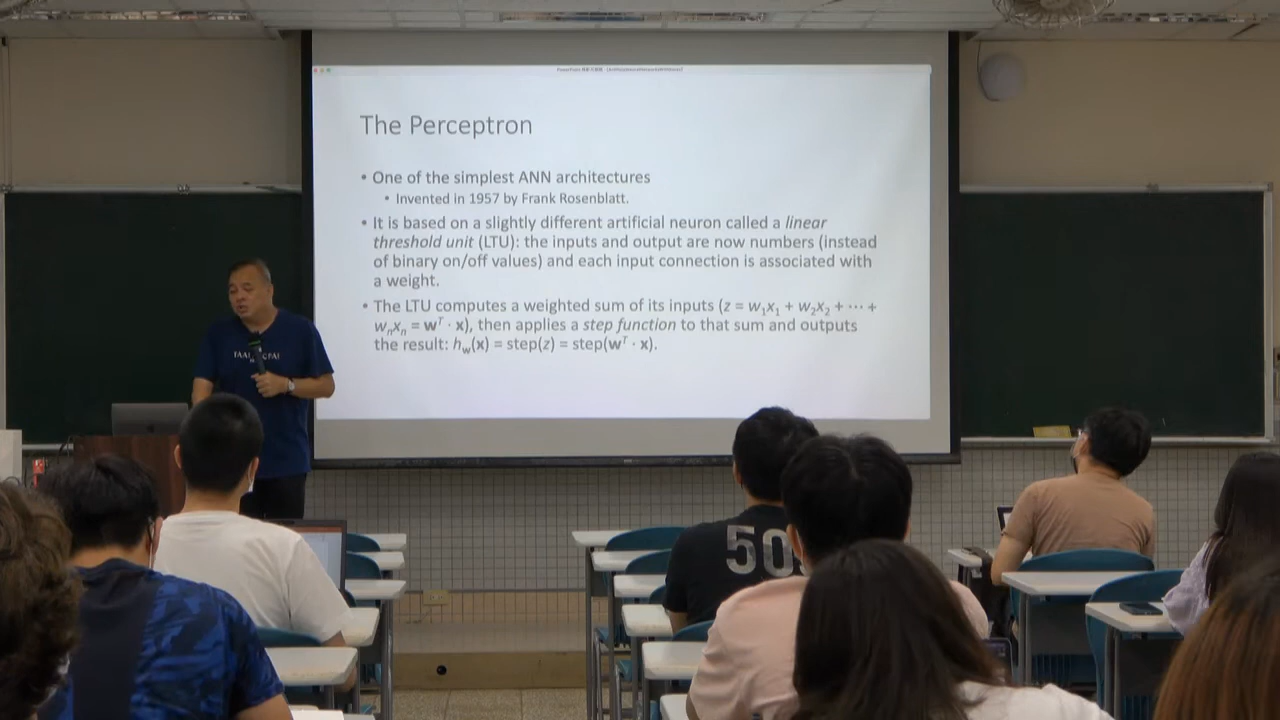 The Perceptron
• One of the simplest ANN architectures
• Invented in 1957 by Frank Rosenblatt.
• It is based on a slightly different artificial neuron called a linear
threshold unit (LTU): the inputs and output are now numbers (instead
of binary on/off values) and each input connection is associated with
a weight.
• The LTU computes a weighted sum of its inputs (z = w₁x₁ + w₂x₂ + ⋯ +
wₙxₙ = wᵀ · x), then applies a step function to that sum and outputs
the result: h𝐰(x) = step(z) = step(wᵀ · x).
50